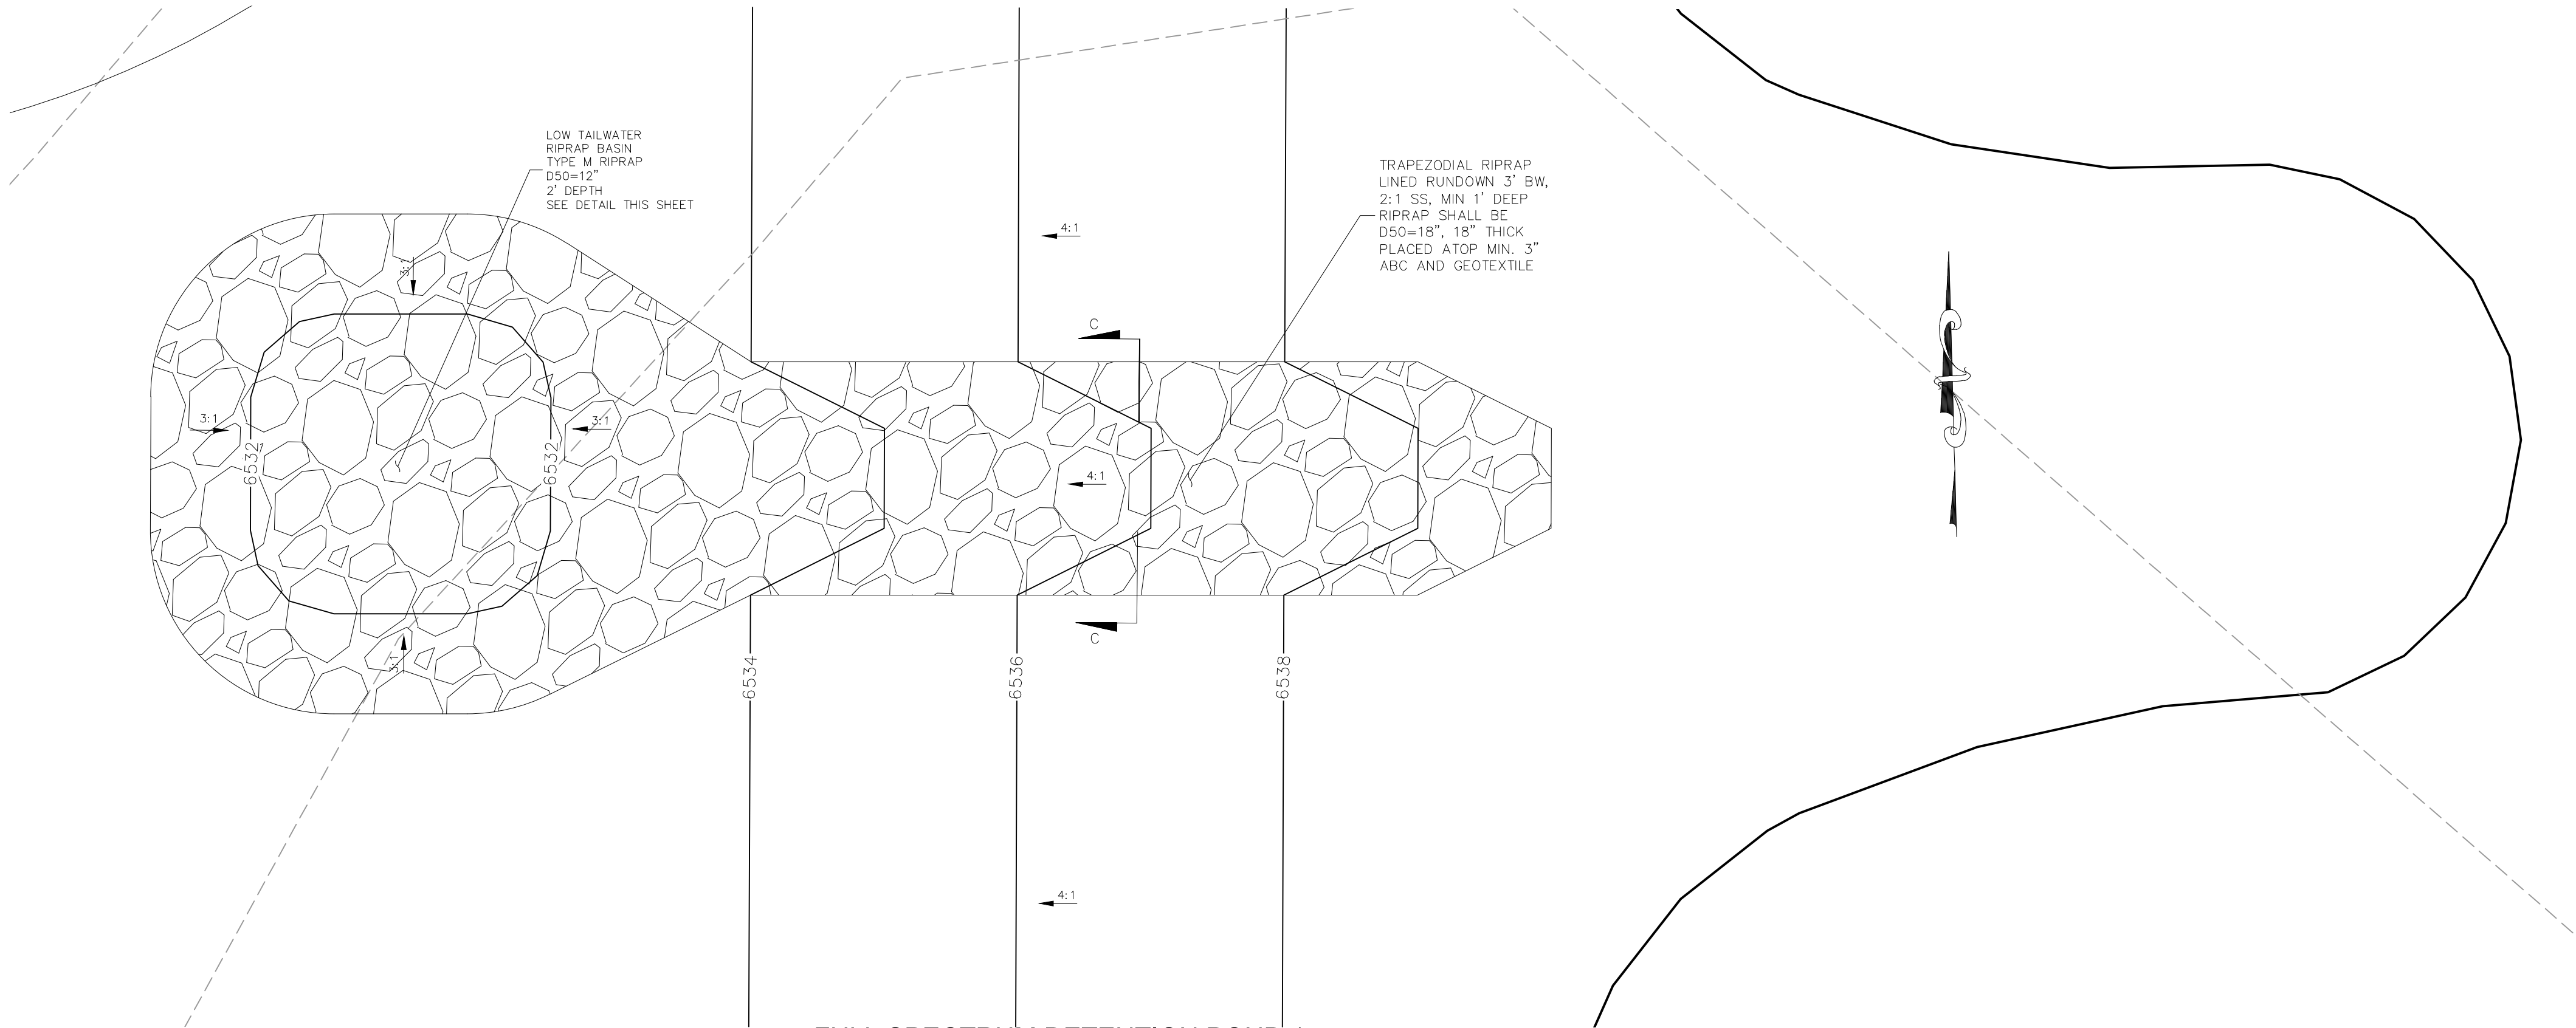 LOW TAILWATER
RIPRAP BASIN
TYPE M RIPRAP
D50=12"
2' DEPTH
SEE DETAIL THIS SHEET
TRAPEZODIAL RIPRAP
LINED RUNDOWN 3' BW,
2:1 SS, MIN 1' DEEP
RIPRAP SHALL BE
D50=18", 18" THICK
PLACED ATOP MIN. 3"
ABC AND GEOTEXTILE
4:1
3:1
C
3:1
3:1
6532
6532
4:1
C
3:1
6534
6536
6538
4:1